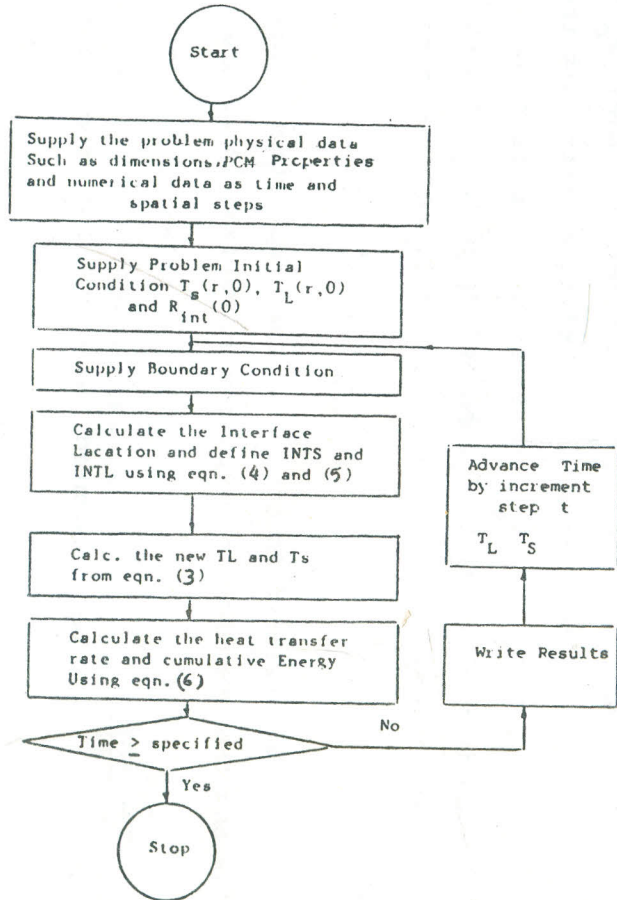 Start
Supply the problem physical data
Such as dimensions,PCM Properties
and numerical data as time and
spatial steps
Supply Problem Initial
Condition T_s(r,0), T_L(r,0)
and R_int(0)
Supply Boundary Condition
Calculate the Interface
Lacation and define INTS and
INTL using eqn. (4) and (5)
Calc. the new TL and Ts
from eqn. (3)
Calculate the heat transfer
rate and cumulative Energy
Using eqn.(6)
Time ≥ specified
No
Yes
Stop
Write Results
Advance Time
by increment
step t
T_L T_S